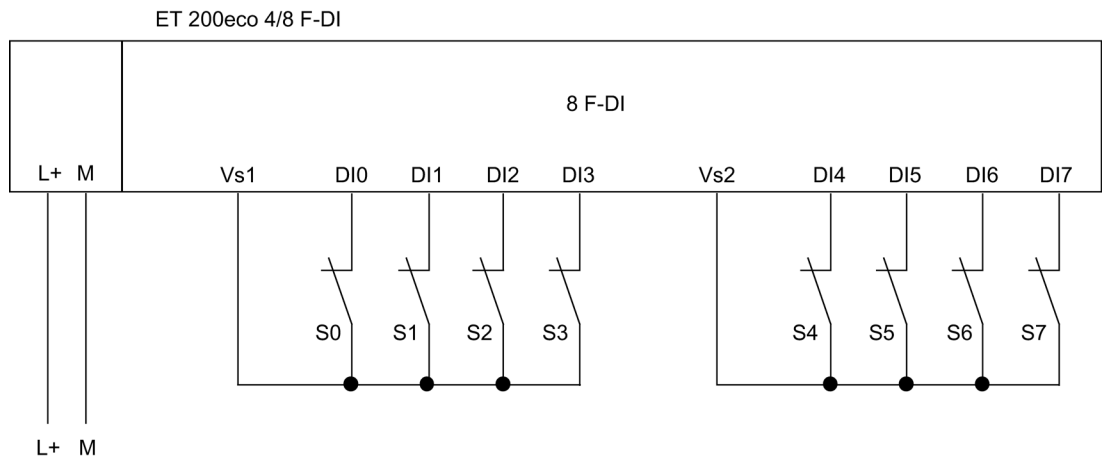 ET 200eco 4/8 F-DI
8 F-DI
L+ M Vs1 DI0 DI1 DI2 DI3 Vs2 DI4 DI5 DI6 DI7
S0 S1 S2 S3 S4 S5 S6 S7
L+ M